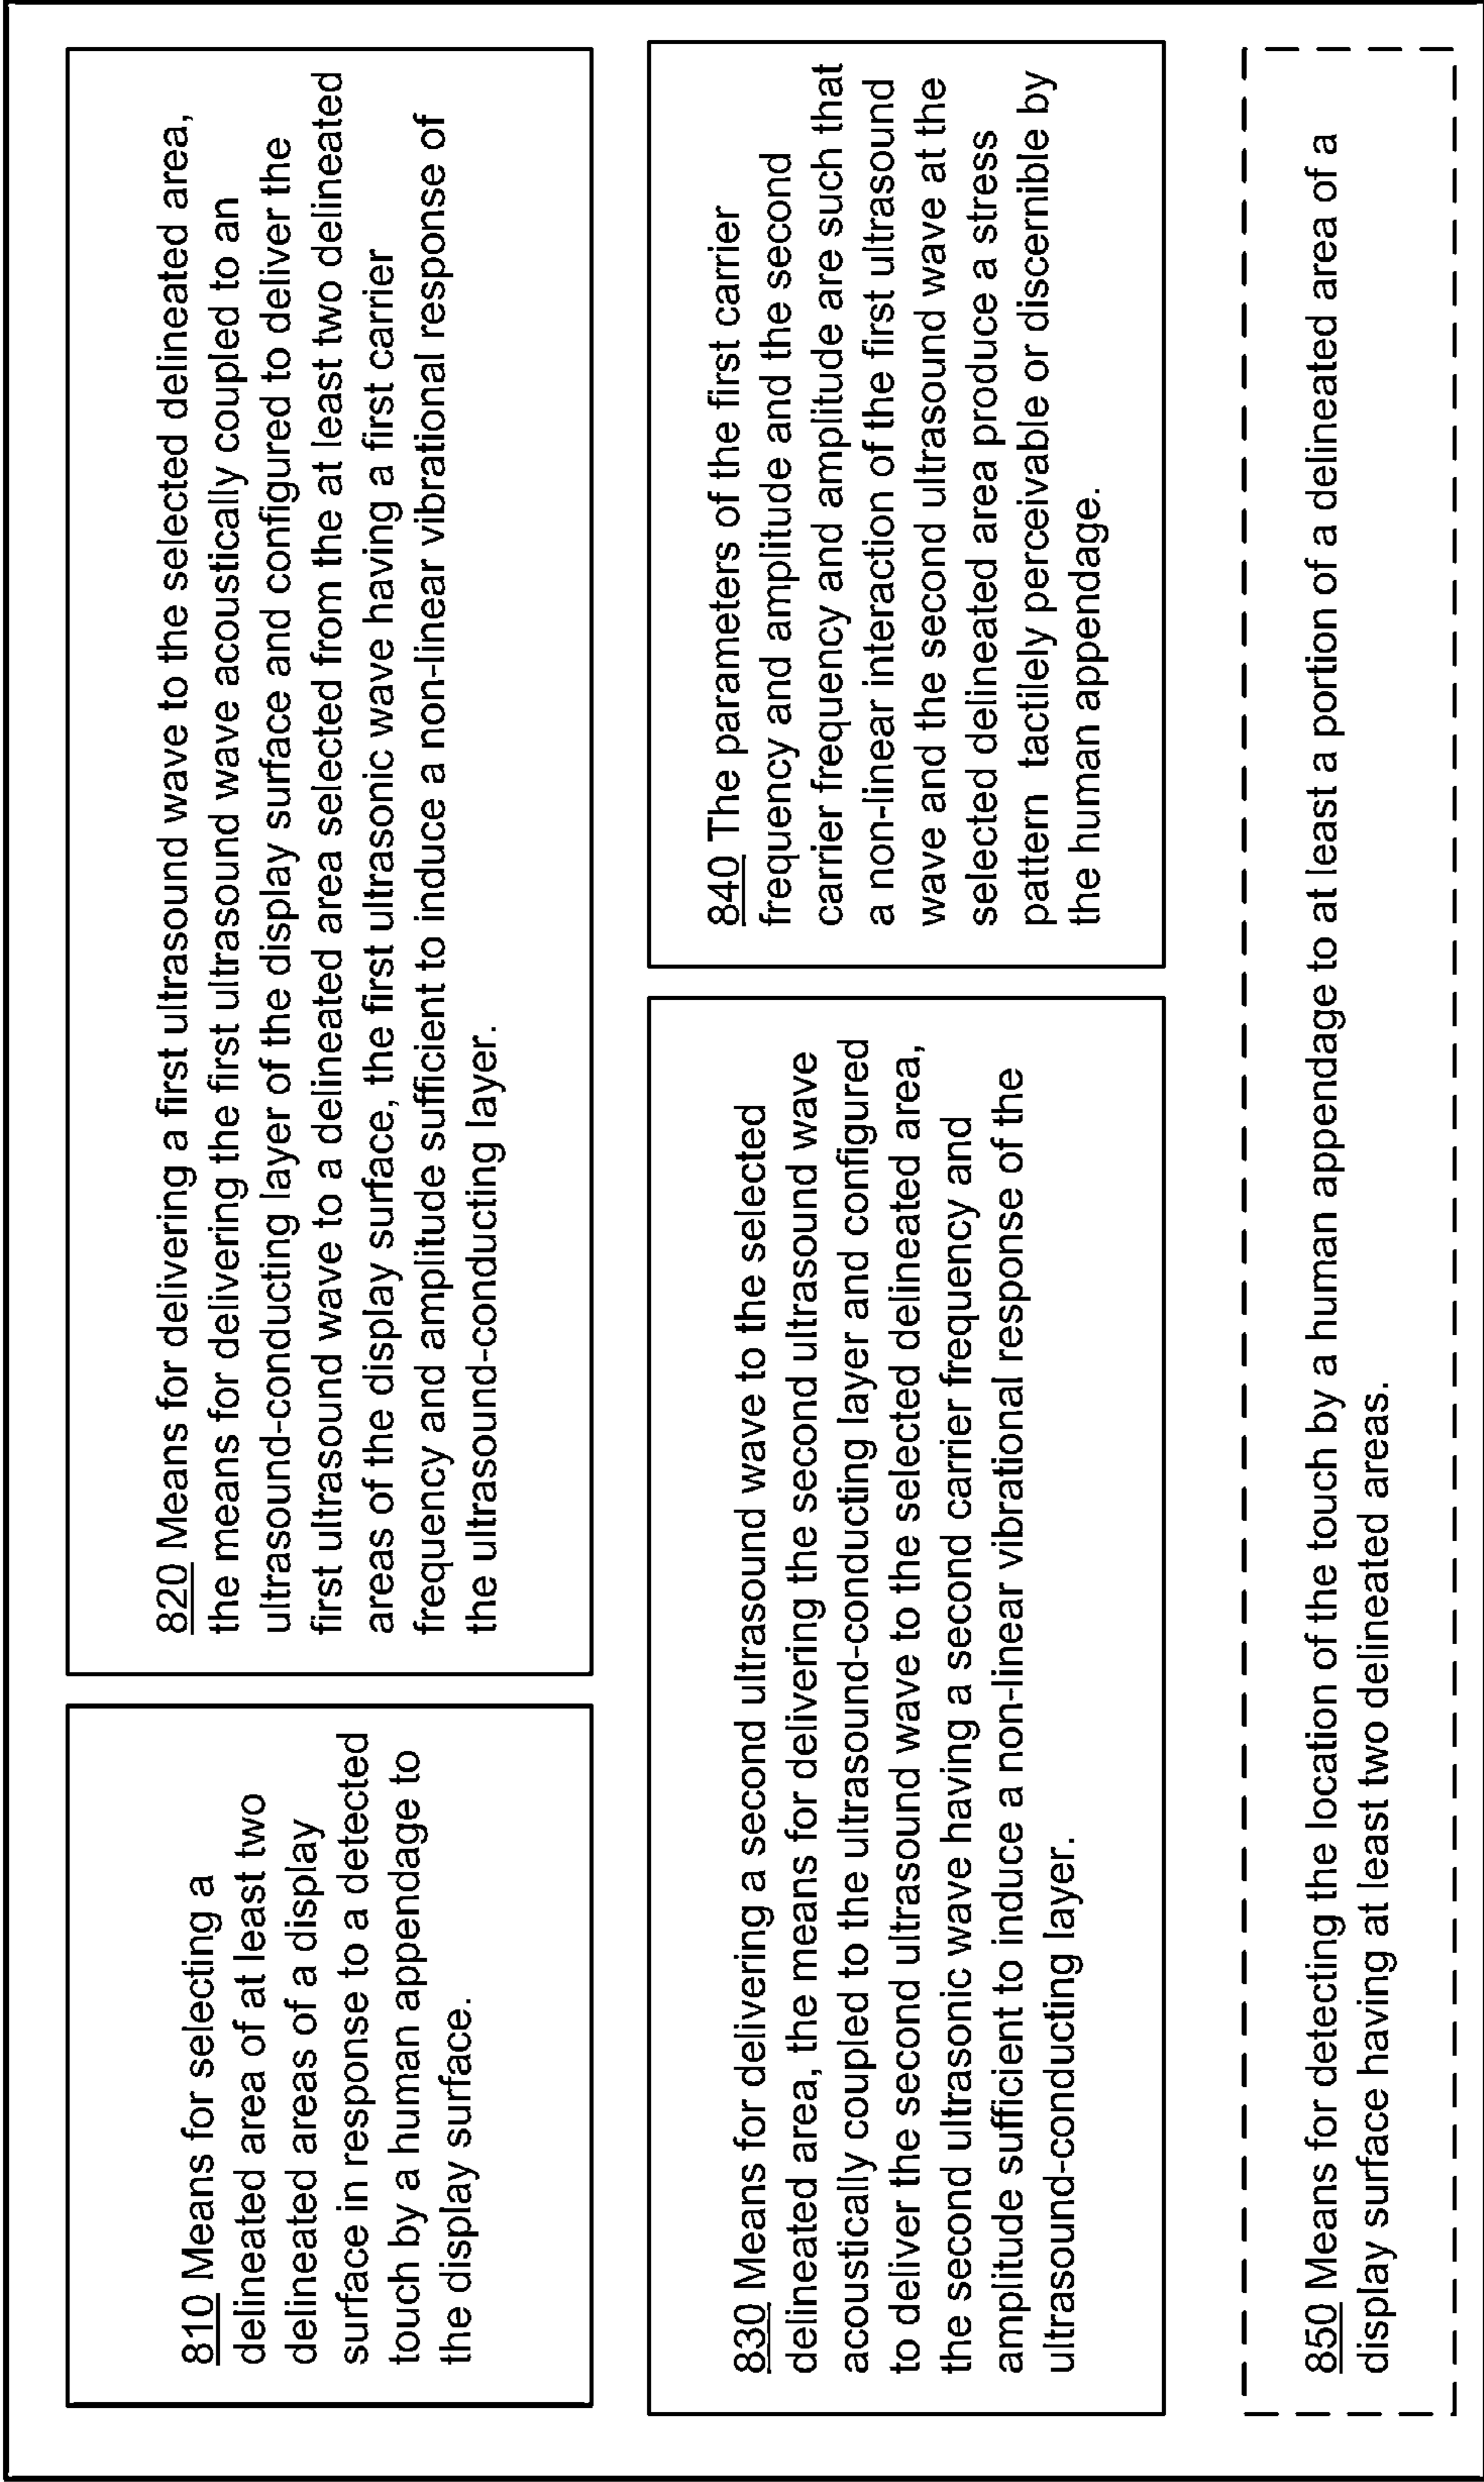 810 Means for selecting a
delineated area of at least two
delineated areas of a display
surface in response to a detected
touch by a human appendage to
the display surface.
820 Means for delivering a first ultrasound wave to the selected delineated area,
the means for delivering the first ultrasound wave acoustically coupled to an
ultrasound-conducting layer of the display surface and configured to deliver the
first ultrasound wave to a delineated area selected from the at least two delineated
areas of the display surface, the first ultrasonic wave having a first carrier
frequency and amplitude sufficient to induce a non-linear vibrational response of
the ultrasound-conducting layer.
830 Means for delivering a second ultrasound wave to the selected
delineated area, the means for delivering the second ultrasound wave
acoustically coupled to the ultrasound-conducting layer and configured
to deliver the second ultrasound wave to the selected delineated area,
the second ultrasonic wave having a second carrier frequency and
amplitude sufficient to induce a non-linear vibrational response of the
ultrasound-conducting layer.
840 The parameters of the first carrier
frequency and amplitude and the second
carrier frequency and amplitude are such that
a non-linear interaction of the first ultrasound
wave and the second ultrasound wave at the
selected delineated area produce a stress
pattern tactilely perceivable or discernible by
the human appendage.
850 Means for detecting the location of the touch by a human appendage to at least a portion of a delineated area of a
display surface having at least two delineated areas.